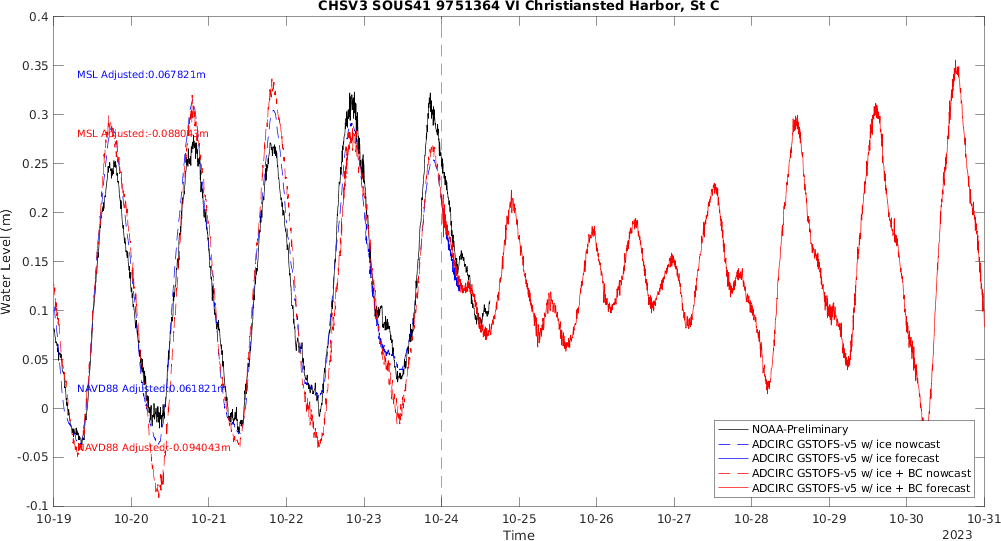 CHSV3 SOUS41 9751364 VI Christiansted Harbor, St C
0.4
0.35
0.3
0.25
0.2
0.15
0.1
0.05
0
-0.05
-0.1
Water Level (m)
MSL Adjusted:0.067821m
MSL Adjusted:-0.088043m
NAVD88 Adjusted:0.061821m
NAVD88 Adjusted:-0.094043m
NOAA-Preliminary
ADCIRC GSTOFS-v5 w/ ice nowcast
ADCIRC GSTOFS-v5 w/ ice forecast
ADCIRC GSTOFS-v5 w/ ice + BC nowcast
ADCIRC GSTOFS-v5 w/ ice + BC forecast
10-19 10-20 10-21 10-22 10-23 10-24 10-25 10-26 10-27 10-28 10-29 10-30 10-31
Time
2023